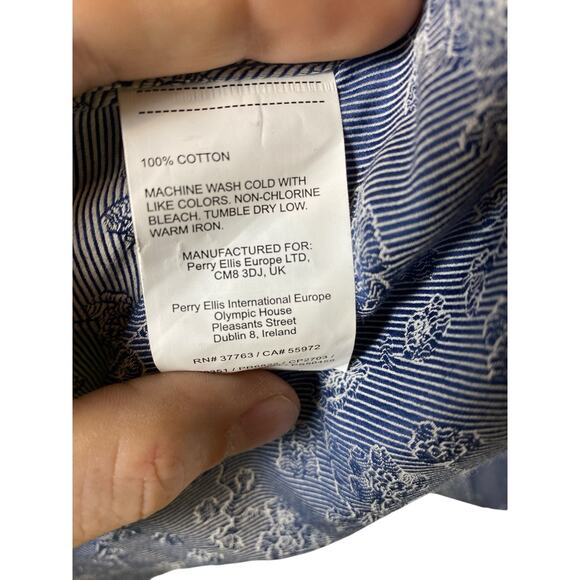 100% COTTON
MACHINE WASH COLD WITH
LIKE COLORS. NON-CHLORINE
BLEACH. TUMBLE DRY LOW.
WARM IRON.
MANUFACTURED FOR:
Perry Ellis Europe LTD,
CM8 3DJ, UK
Perry Ellis International Europe
Olympic House
Pleasants Street
Dublin 8, Ireland
RN# 37763 / CA# 55972